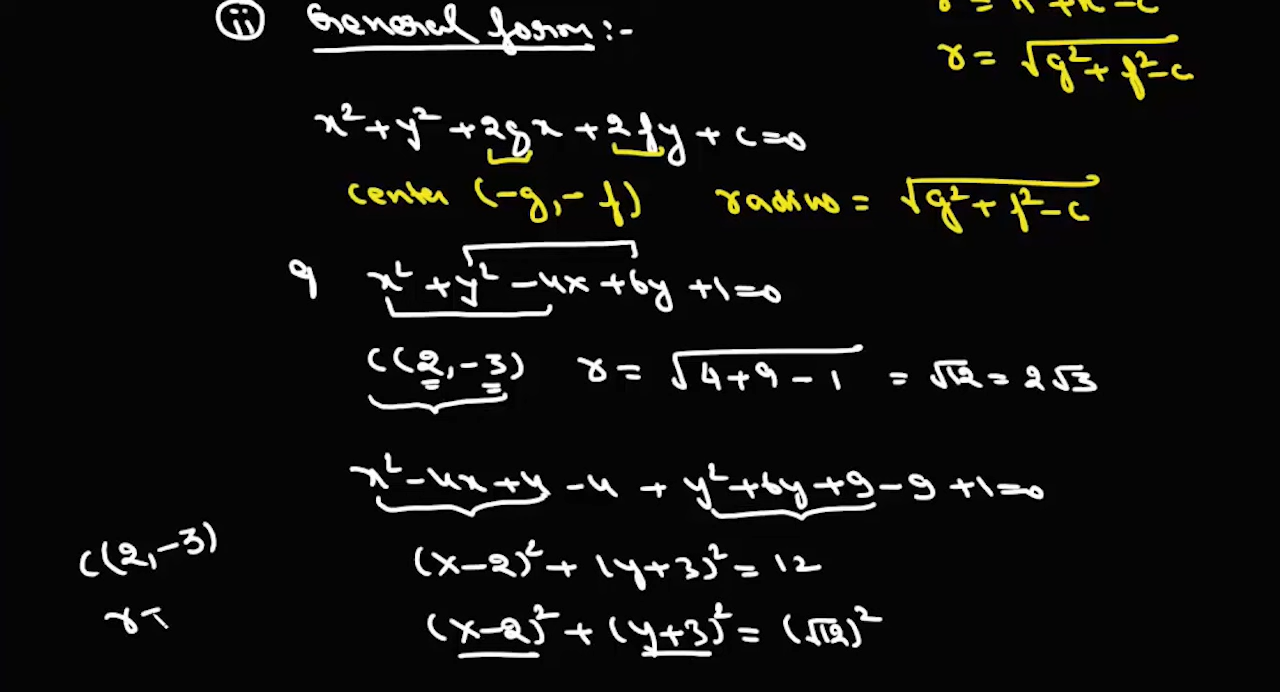 r = √(g²+f²-c)
(ii) General form:-
x²+y²+2gx+2fy+c=0
center (-g,-f) radius = √(g²+f²-c)
q x²+y²-4x+6y+1=0
C(2,-3) r = √(4+9-1) = √12 = 2√3
x²-4x+4-4+y²+6y+9-9+1=0
C(2,-3) (x-2)²+(y+3)²=12
r (x-2)²+(y+3)²=(√12)²